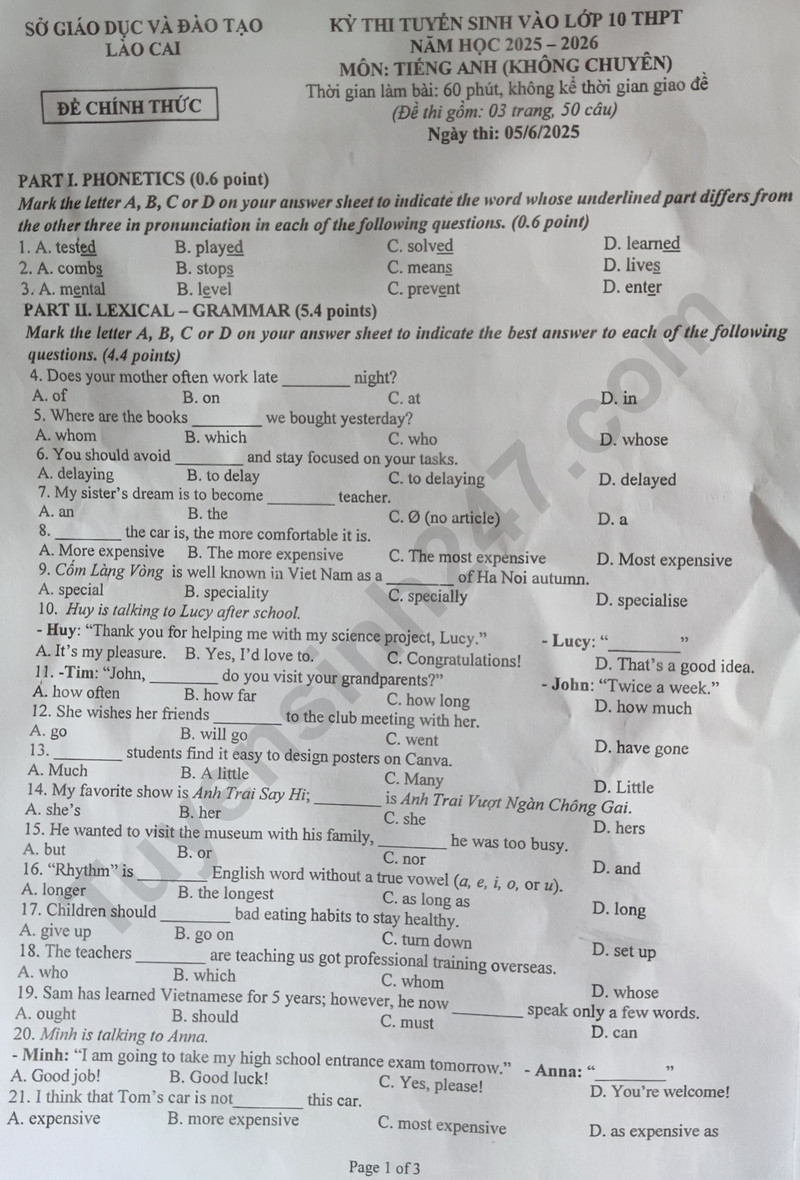 SỞ GIÁO DỤC VÀ ĐÀO TẠO
LÀO CAI
ĐỀ CHÍNH THỨC
KỲ THI TUYỂN SINH VÀO LỚP 10 THPT
NĂM HỌC 2025 – 2026
MÔN: TIẾNG ANH (KHÔNG CHUYÊN)
Thời gian làm bài: 60 phút, không kể thời gian giao đề
(Đề thi gồm: 03 trang, 50 câu)
Ngày thi: 05/6/2025
PART I. PHONETICS (0.6 point)
Mark the letter A, B, C or D on your answer sheet to indicate the word whose underlined part differs from
the other three in pronunciation in each of the following questions. (0.6 point)
1. A. tested B. played C. solved D. learned
2. A. combs B. stops C. means D. lives
3. A. mental B. level C. prevent D. enter
PART II. LEXICAL – GRAMMAR (5.4 points)
Mark the letter A, B, C or D on your answer sheet to indicate the best answer to each of the following
questions. (4.4 points)
4. Does your mother often work late ________ night?
A. of B. on C. at D. in
5. Where are the books ________ we bought yesterday?
A. whom B. which C. who D. whose
6. You should avoid ________ and stay focused on your tasks.
A. delaying B. to delay C. to delaying D. delayed
7. My sister's dream is to become ________ teacher.
A. an B. the C. Ø (no article) D. a
8. ________ the car is, the more comfortable it is.
A. More expensive B. The more expensive C. The most expensive D. Most expensive
9. Cốm Làng Vòng is well known in Viet Nam as a ________ of Ha Noi autumn.
A. special B. speciality C. specially D. specialise
10. Huy is talking to Lucy after school.
- Huy: “Thank you for helping me with my science project, Lucy.” - Lucy: “________”
A. It's my pleasure. B. Yes, I'd love to. C. Congratulations! D. That's a good idea.
11. -Tim: “John, ________ do you visit your grandparents?” - John: “Twice a week.”
A. how often B. how far C. how long D. how much
12. She wishes her friends ________ to the club meeting with her.
A. go B. will go C. went D. have gone
13. ________ students find it easy to design posters on Canva.
A. Much B. A little C. Many D. Little
14. My favorite show is Anh Trai Say Hi; ________ is Anh Trai Vượt Ngàn Chông Gai.
A. she's B. her C. she D. hers
15. He wanted to visit the museum with his family, ________ he was too busy.
A. but B. or C. nor D. and
16. “Rhythm” is ________ English word without a true vowel (a, e, i, o, or u).
A. longer B. the longest C. as long as D. long
17. Children should ________ bad eating habits to stay healthy.
A. give up B. go on C. turn down D. set up
18. The teachers ________ are teaching us got professional training overseas.
A. who B. which C. whom D. whose
19. Sam has learned Vietnamese for 5 years; however, he now ________ speak only a few words.
A. ought B. should C. must D. can
20. Minh is talking to Anna.
- Minh: “I am going to take my high school entrance exam tomorrow.” - Anna: “________”
A. Good job! B. Good luck! C. Yes, please! D. You're welcome!
21. I think that Tom's car is not________ this car.
A. expensive B. more expensive C. most expensive D. as expensive as
Page 1 of 3
luyensinh247.com